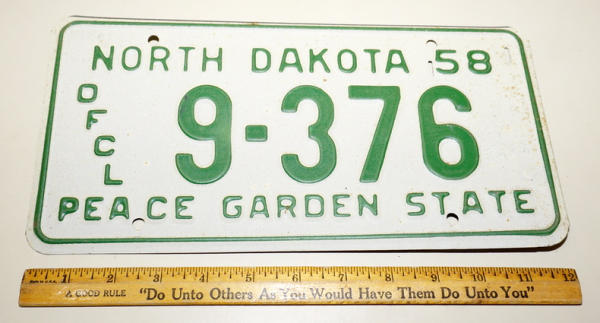 NORTH DAKOTA 58
OFCL
9-376
PEACE GARDEN STATE
1 2 3 4 5 6 7 8 9 10 11 12
A GOOD RULE "Do Unto Others As You Would Have Them Do Unto You"